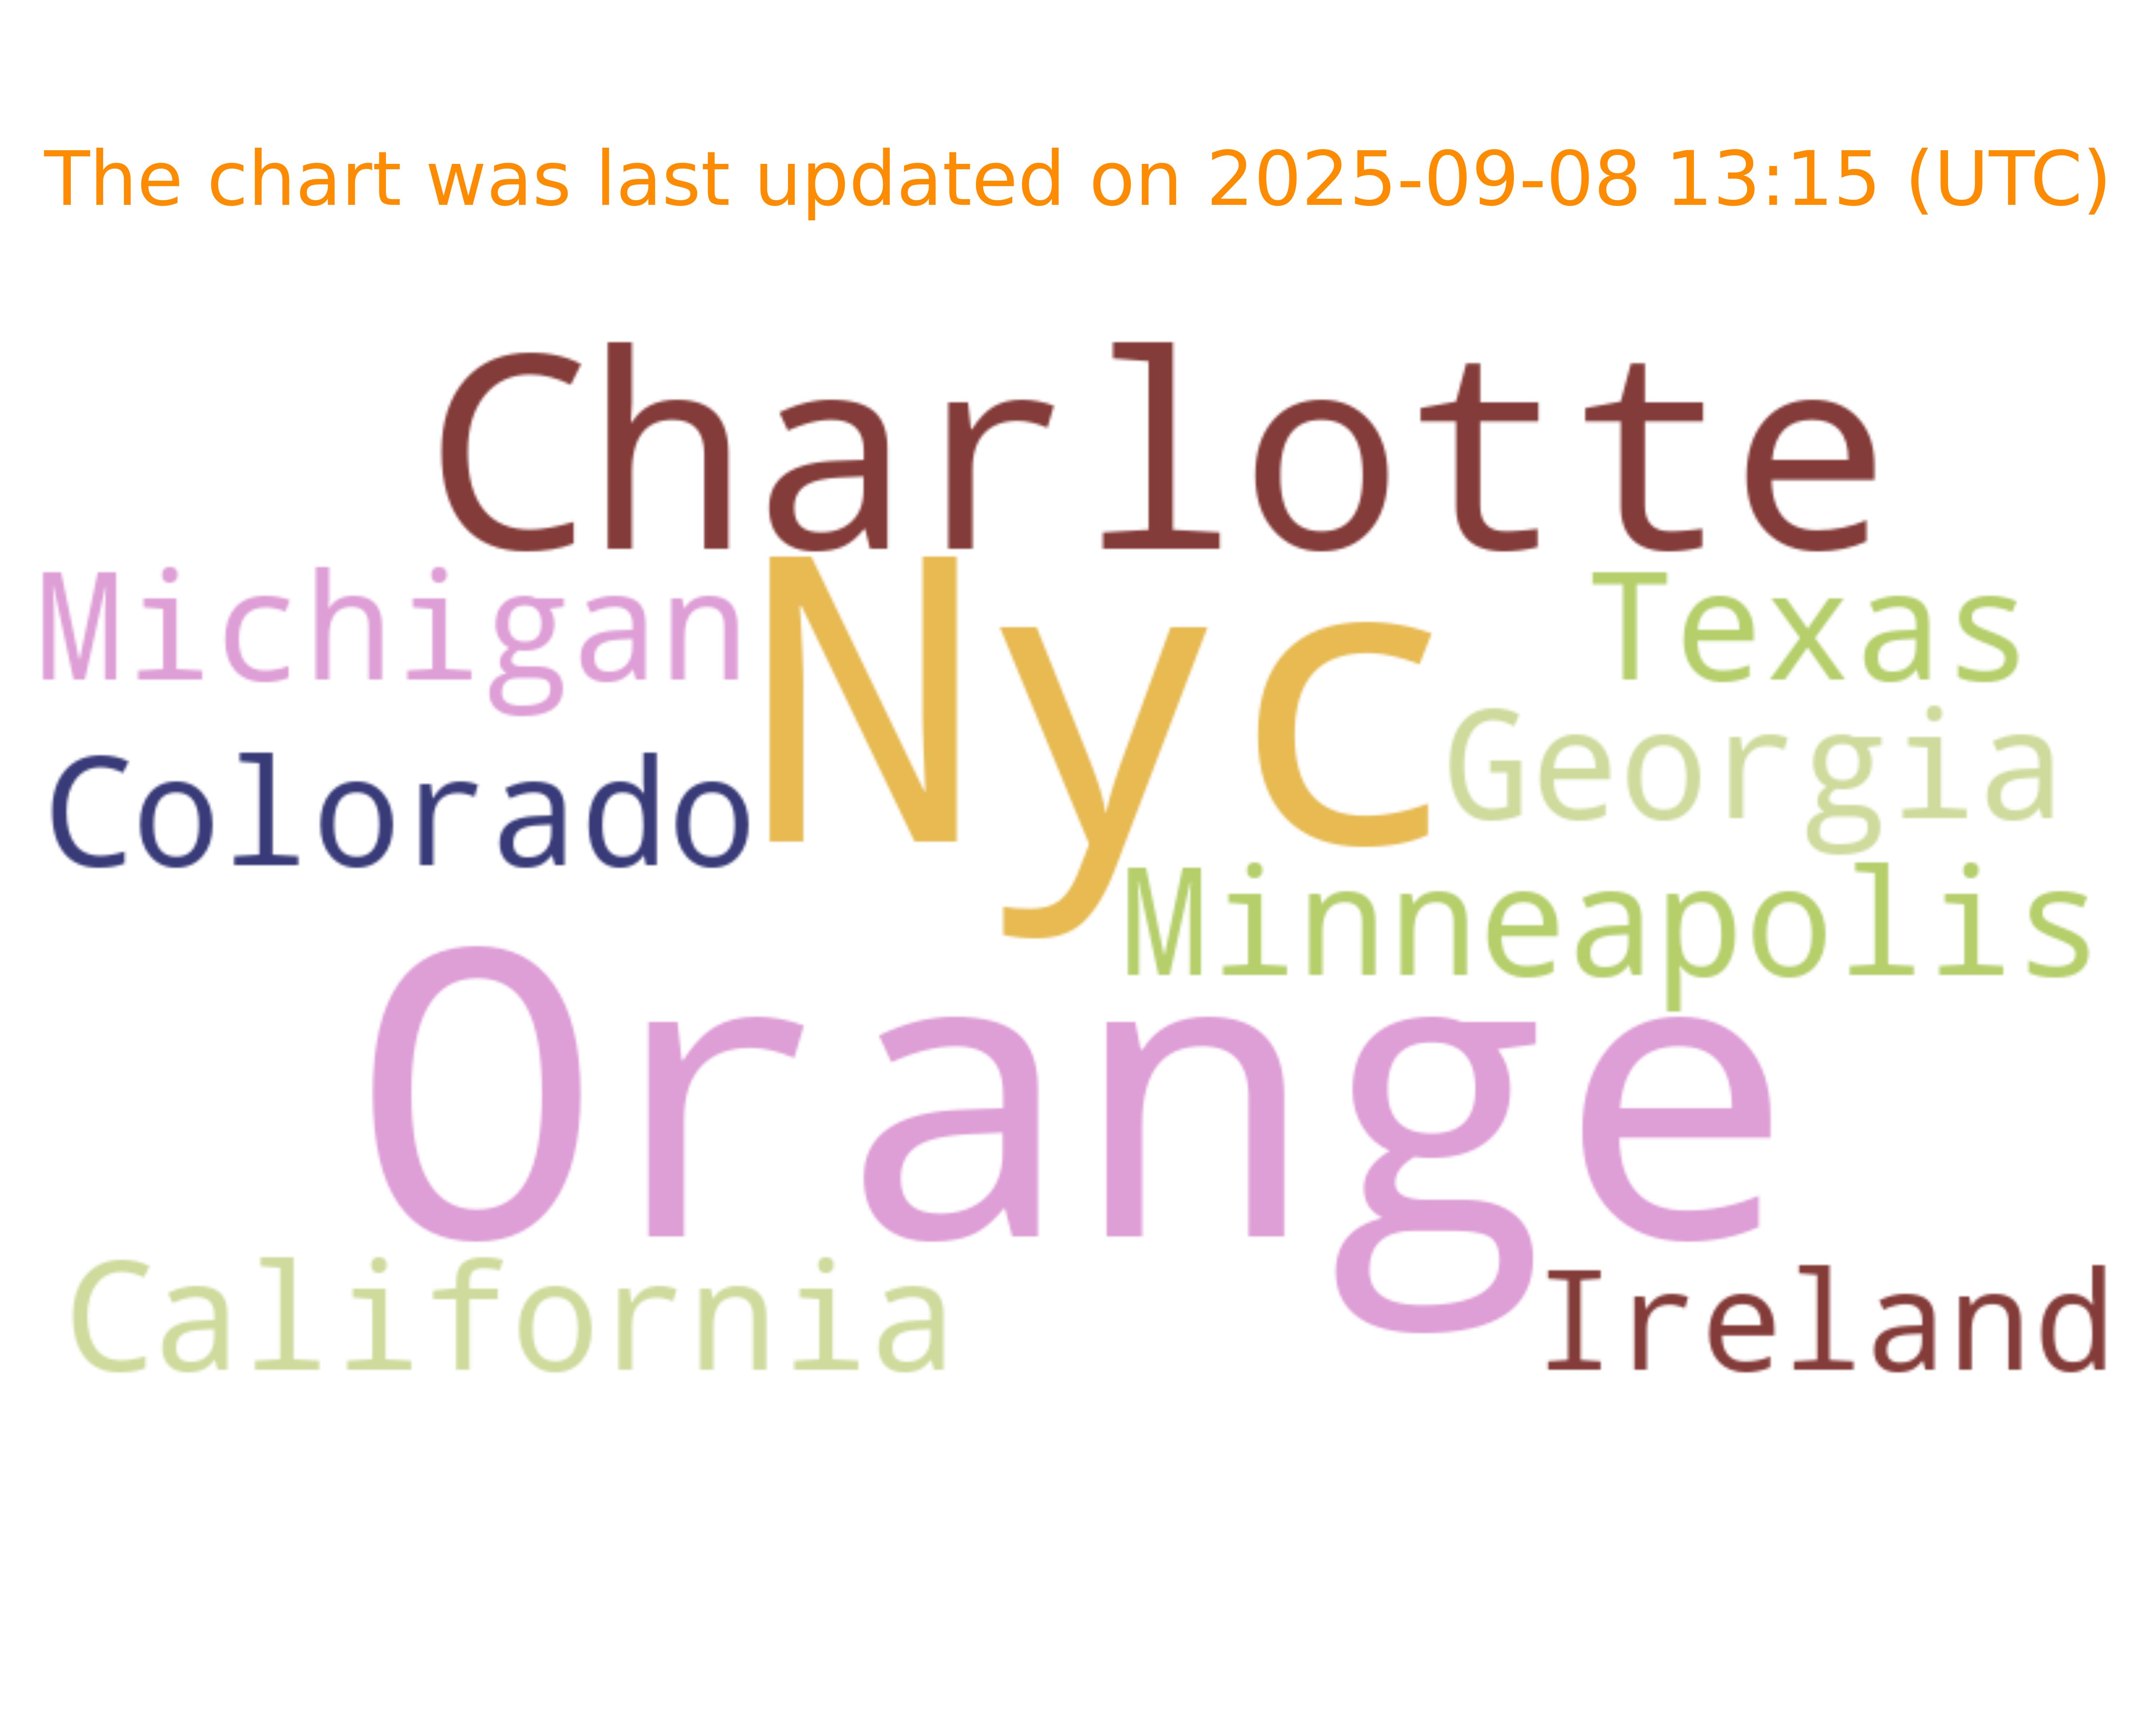 The chart was last updated on 2025-09-08 13:15 (UTC)
Charlotte
Michigan
Nyc
Texas
Georgia
Colorado
Minneapolis
Orange
California
Ireland